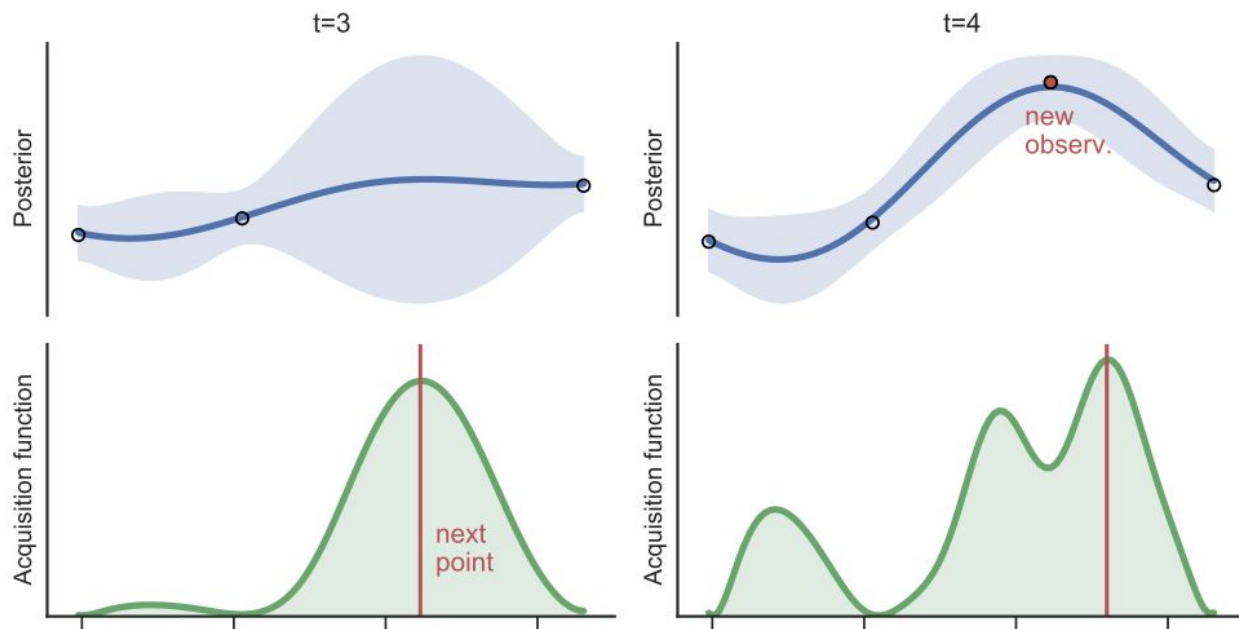 t=3
t=4
Posterior
Posterior
new
observ.
Acquisition function
Acquisition function
next
point